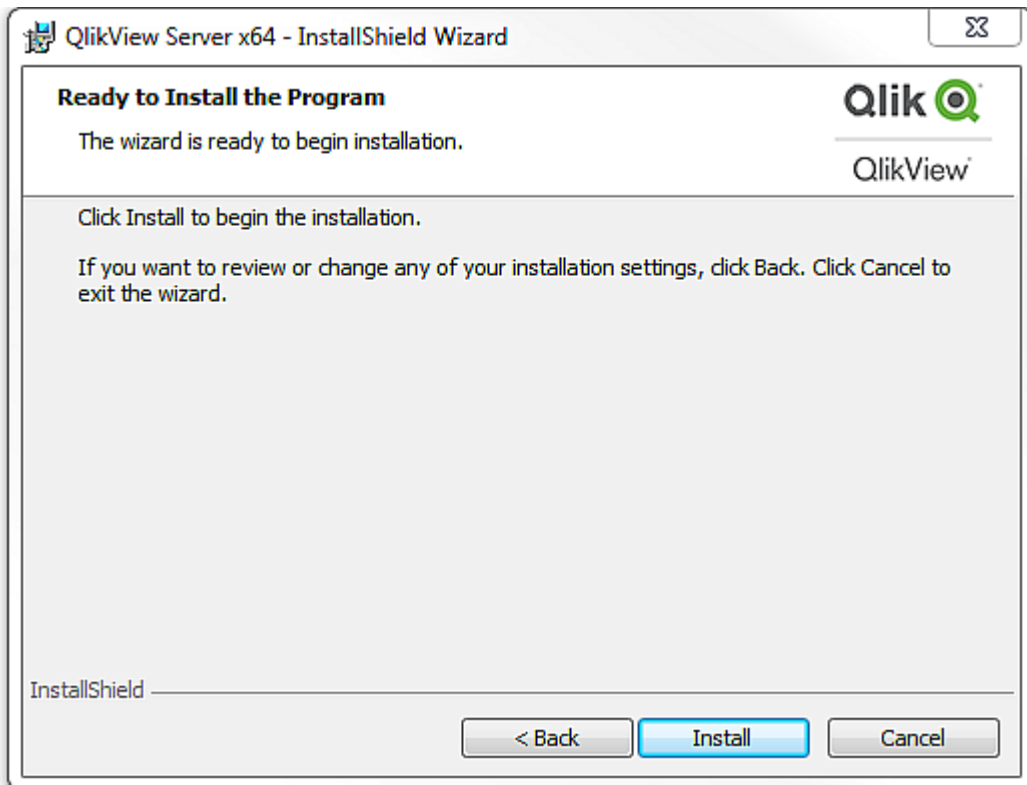 QlikView Server x64 - InstallShield Wizard
Ready to Install the Program
The wizard is ready to begin installation.
Qlik
QlikView
Click Install to begin the installation.
If you want to review or change any of your installation settings, click Back. Click Cancel to
exit the wizard.
InstallShield
< Back
Install
Cancel